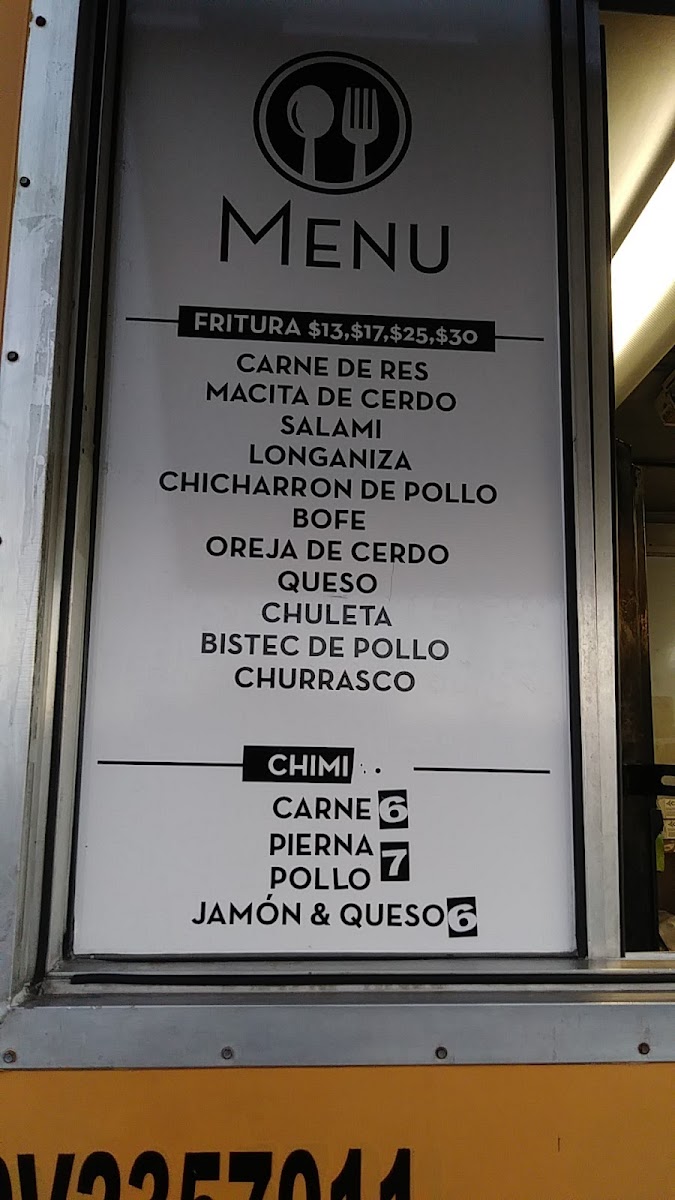 MENU
FRITURA $13,$17,$25,$30
CARNE DE RES
MACITA DE CERDO
SALAMI
LONGANIZA
CHICHARRON DE POLLO
BOFE
OREJA DE CERDO
QUESO
CHULETA
BISTEC DE POLLO
CHURRASCO
CHIMI
CARNE 6
PIERNA
POLLO 7
JAMÓN & QUESO 6